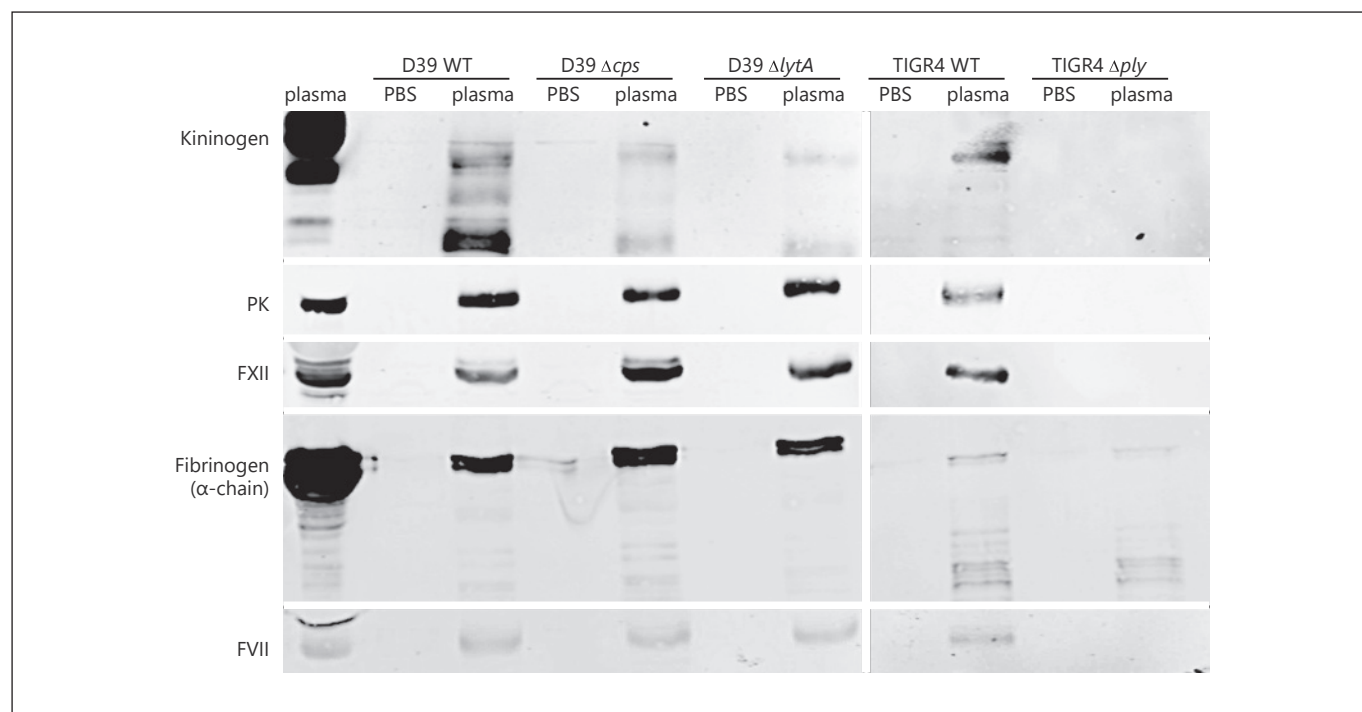 D39 WT D39 Δcps D39 ΔlytA TIGR4 WT TIGR4 Δply
plasma PBS plasma PBS plasma PBS plasma PBS plasma PBS plasma
Kininogen
PK
FXII
Fibrinogen
(α-chain)
FVII